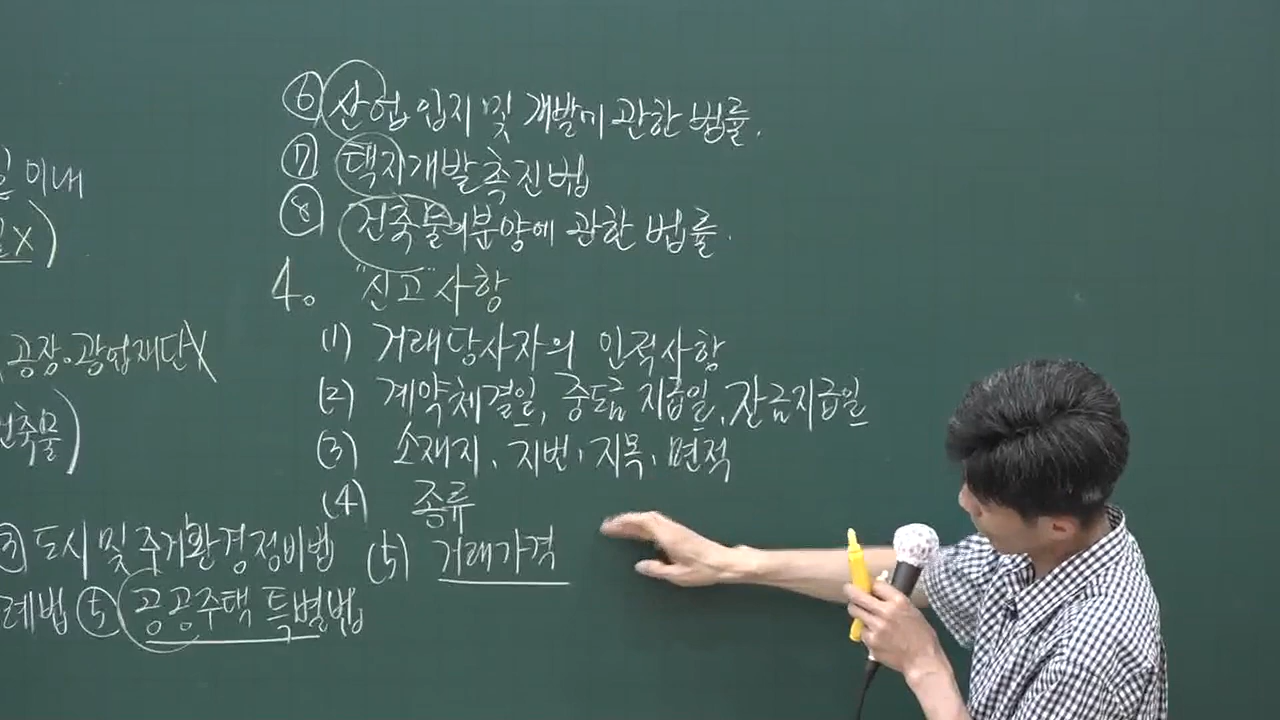 ⑥ 산업입지 및 개발에 관한 법률.
⑦ 택지개발촉진법
⑧ 건축물의분양에 관한 법률.
이내
X)
4. "신고"사항
(1) 거래당사자의 인적사항
공장.광업재단X
(2) 계약체결일, 중도금 지급일, 잔금지급일
건축물)
(3) 소재지, 지번, 지목, 면적
(4) 종류
③ 도시 및 주거환경정비법
(5) 거래가격
례법 ⑤ 공공주택 특별법